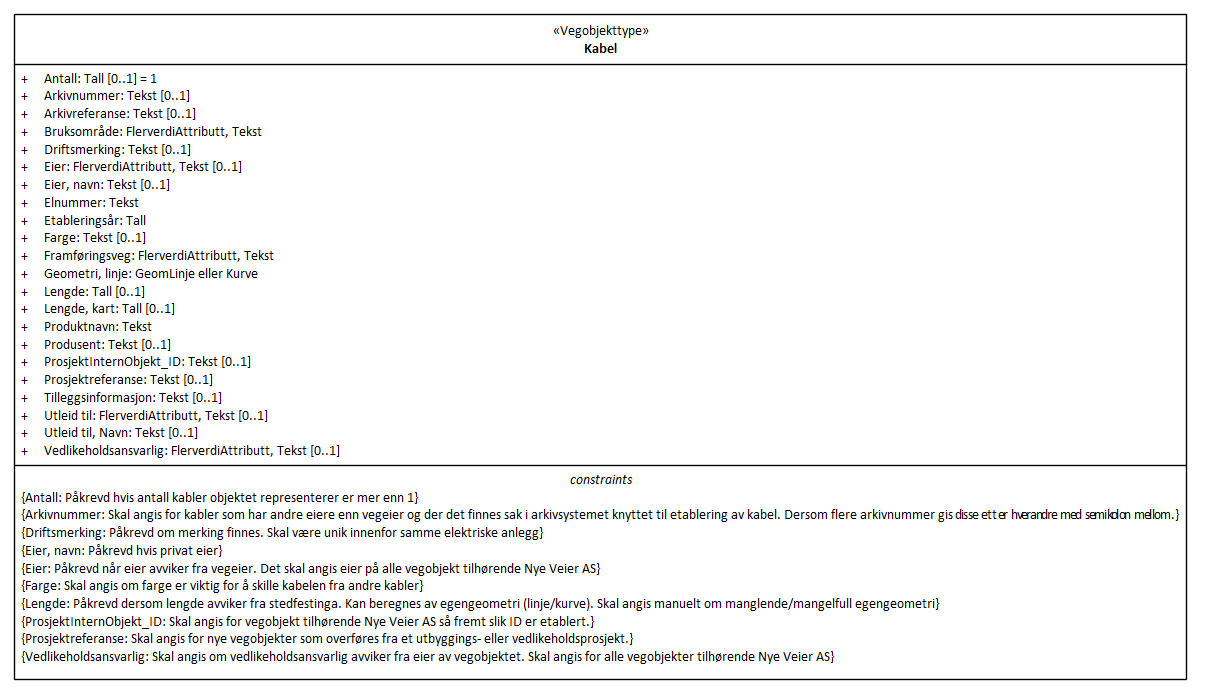 «Vegobjekttype»
Kabel
+ Antall: Tall [0..1] = 1
+ Arkivnummer: Tekst [0..1]
+ Arkivreferanse: Tekst [0..1]
+ Bruksområde: FlerverdiAttributt, Tekst
+ Driftsmerking: Tekst [0..1]
+ Eier: FlerverdiAttributt, Tekst [0..1]
+ Eier, navn: Tekst [0..1]
+ Elnummer: Tekst
+ Etableringsår: Tall
+ Farge: Tekst [0..1]
+ Framføringsveg: FlerverdiAttributt, Tekst
+ Geometri, linje: GeomLinje eller Kurve
+ Lengde: Tall [0..1]
+ Lengde, kart: Tall [0..1]
+ Produktnavn: Tekst
+ Produsent: Tekst [0..1]
+ ProsjektInternObjekt_ID: Tekst [0..1]
+ Prosjektreferanse: Tekst [0..1]
+ Tilleggsinformasjon: Tekst [0..1]
+ Utleid til: FlerverdiAttributt, Tekst [0..1]
+ Utleid til, Navn: Tekst [0..1]
+ Vedlikeholdsansvarlig: FlerverdiAttributt, Tekst [0..1]
constraints
{Antall: Påkrevd hvis antall kabler objektet representerer er mer enn 1}
{Arkivnummer: Skal angis for kabler som har andre eiere enn vegeier og der det finnes sak i arkivsystemet knyttet til etablering av kabel. Dersom flere arkivnummer gis disse etter hverandre med semikolon mellom.}
{Driftsmerking: Påkrevd om merking finnes. Skal være unik innenfor samme elektriske anlegg}
{Eier, navn: Påkrevd hvis privat eier}
{Eier: Påkrevd når eier avviker fra vegeier. Det skal angis eier på alle vegobjekt tilhørende Nye Veier AS}
{Farge: Skal angis om farge er viktig for å skille kabelen fra andre kabler}
{Lengde: Påkrevd dersom lengde avviker fra stedfestinga. Kan beregnes av egengeometri (linje/kurve). Skal angis manuelt om manglende/mangelfull egengeometri}
{ProsjektInternObjekt_ID: Skal angis for vegobjekt tilhørende Nye Veier AS så fremt slik ID er etablert.}
{Prosjektreferanse: Skal angis for nye vegobjekter som overføres fra et utbyggings- eller vedlikeholdsprosjekt.}
{Vedlikeholdsansvarlig: Skal angis om vedlikeholdsansvarlig avviker fra eier av vegobjektet. Skal angis for alle vegobjekter tilhørende Nye Veier AS}